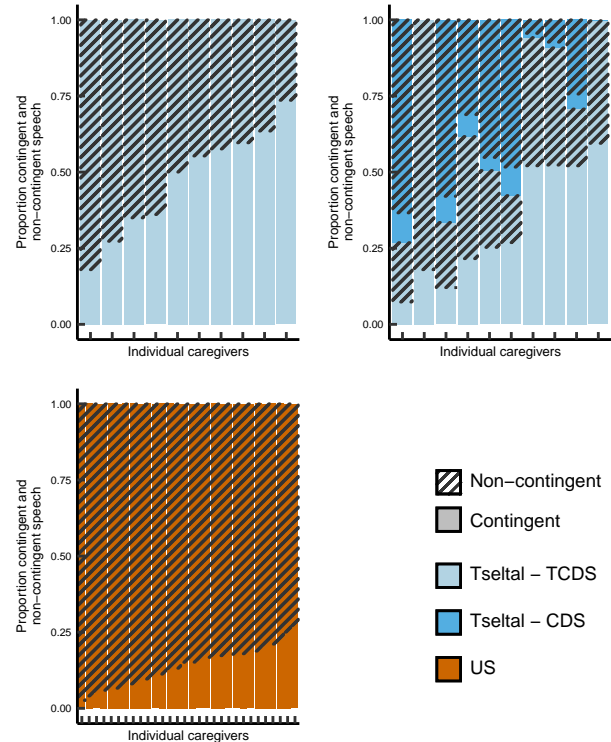 1.00
0.75
0.50
0.25
0.00
Proportion contingent and
non−contingent speech
Individual caregivers
1.00
0.75
0.50
0.25
0.00
Proportion contingent and
non−contingent speech
Individual caregivers
1.00
0.75
0.50
0.25
0.00
Proportion contingent and
non−contingent speech
Individual caregivers
Non−contingent
Contingent
Tseltal − TCDS
Tseltal − CDS
US